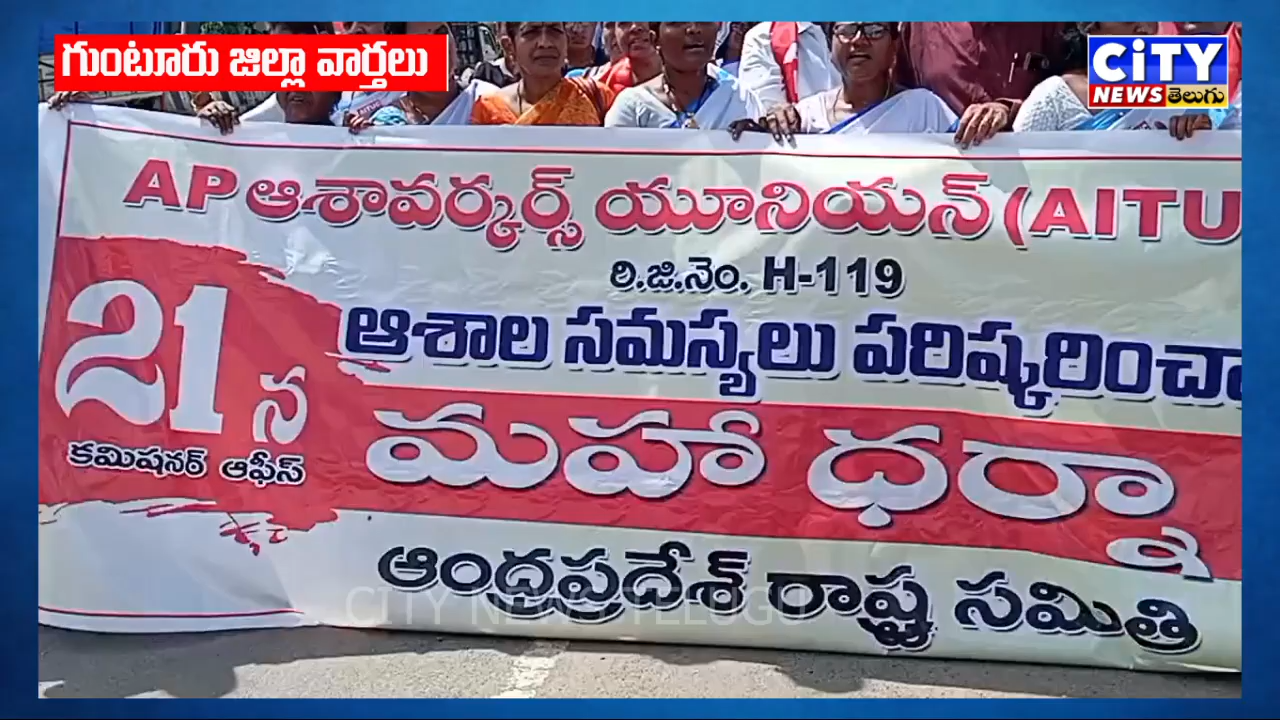 గుంటూరు జిల్లా వార్తలు
CiTY
NEWS తెలుగు
AP ఆశావర్కర్స్ యూనియన్ (AITU
రి.జి.నెం. H-119
ఆశాల సమస్యలు పరిష్కరించా
21న
మహా ధర్నా
కమిషనర్ ఆఫీస్
ఆంధ్రప్రదేశ్ రాష్ట్ర సమితి
CITY NEWS TELUGU